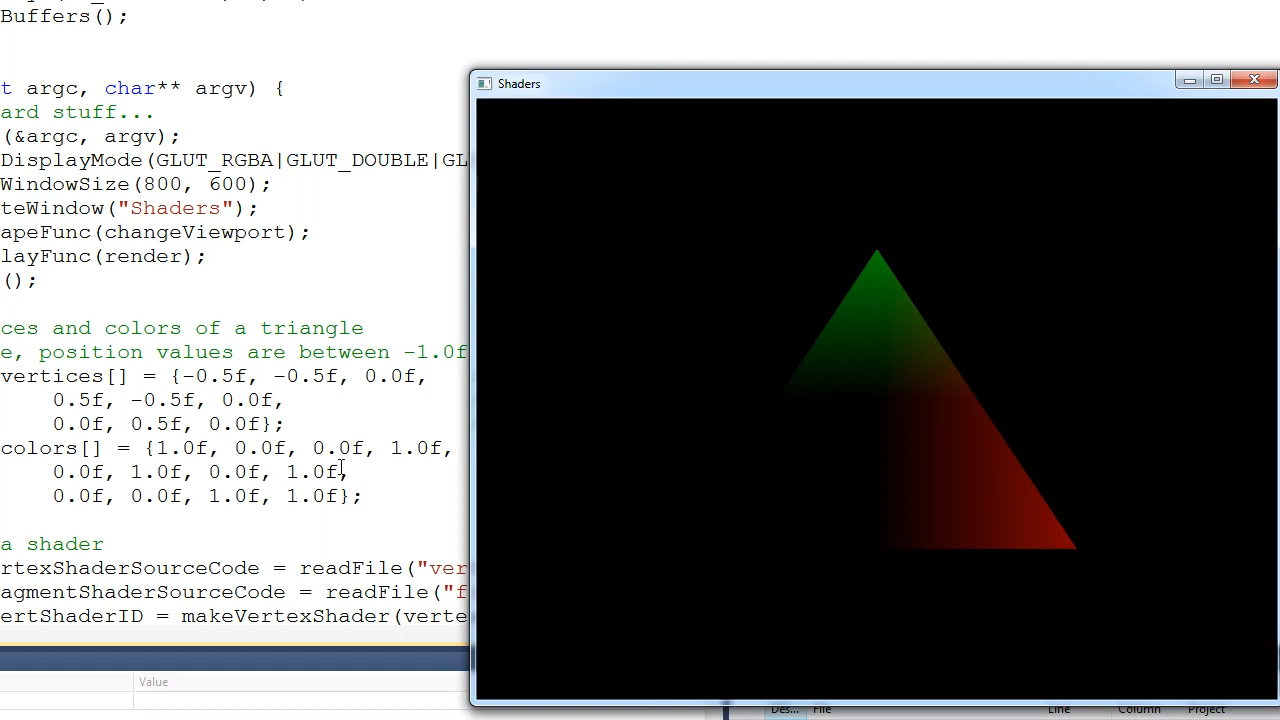 Buffers();
t argc, char** argv) {
ard stuff...
(&argc, argv);
DisplayMode(GLUT_RGBA|GLUT_DOUBLE|GL
WindowSize(800, 600);
teWindow("Shaders");
apeFunc(changeViewport);
layFunc(render);
();
ces and colors of a triangle
e, position values are between -1.0f
vertices[] = {-0.5f, -0.5f, 0.0f,
0.5f, -0.5f, 0.0f,
0.0f, 0.5f, 0.0f};
colors[] = {1.0f, 0.0f, 0.0f, 1.0f,
0.0f, 1.0f, 0.0f, 1.0f,
0.0f, 0.0f, 1.0f, 1.0f};
a shader
rtexShaderSourceCode = readFile("ver
agmentShaderSourceCode = readFile("f
ertShaderID = makeVertexShader(verte
Value
Shaders
Des... File Line Column Project